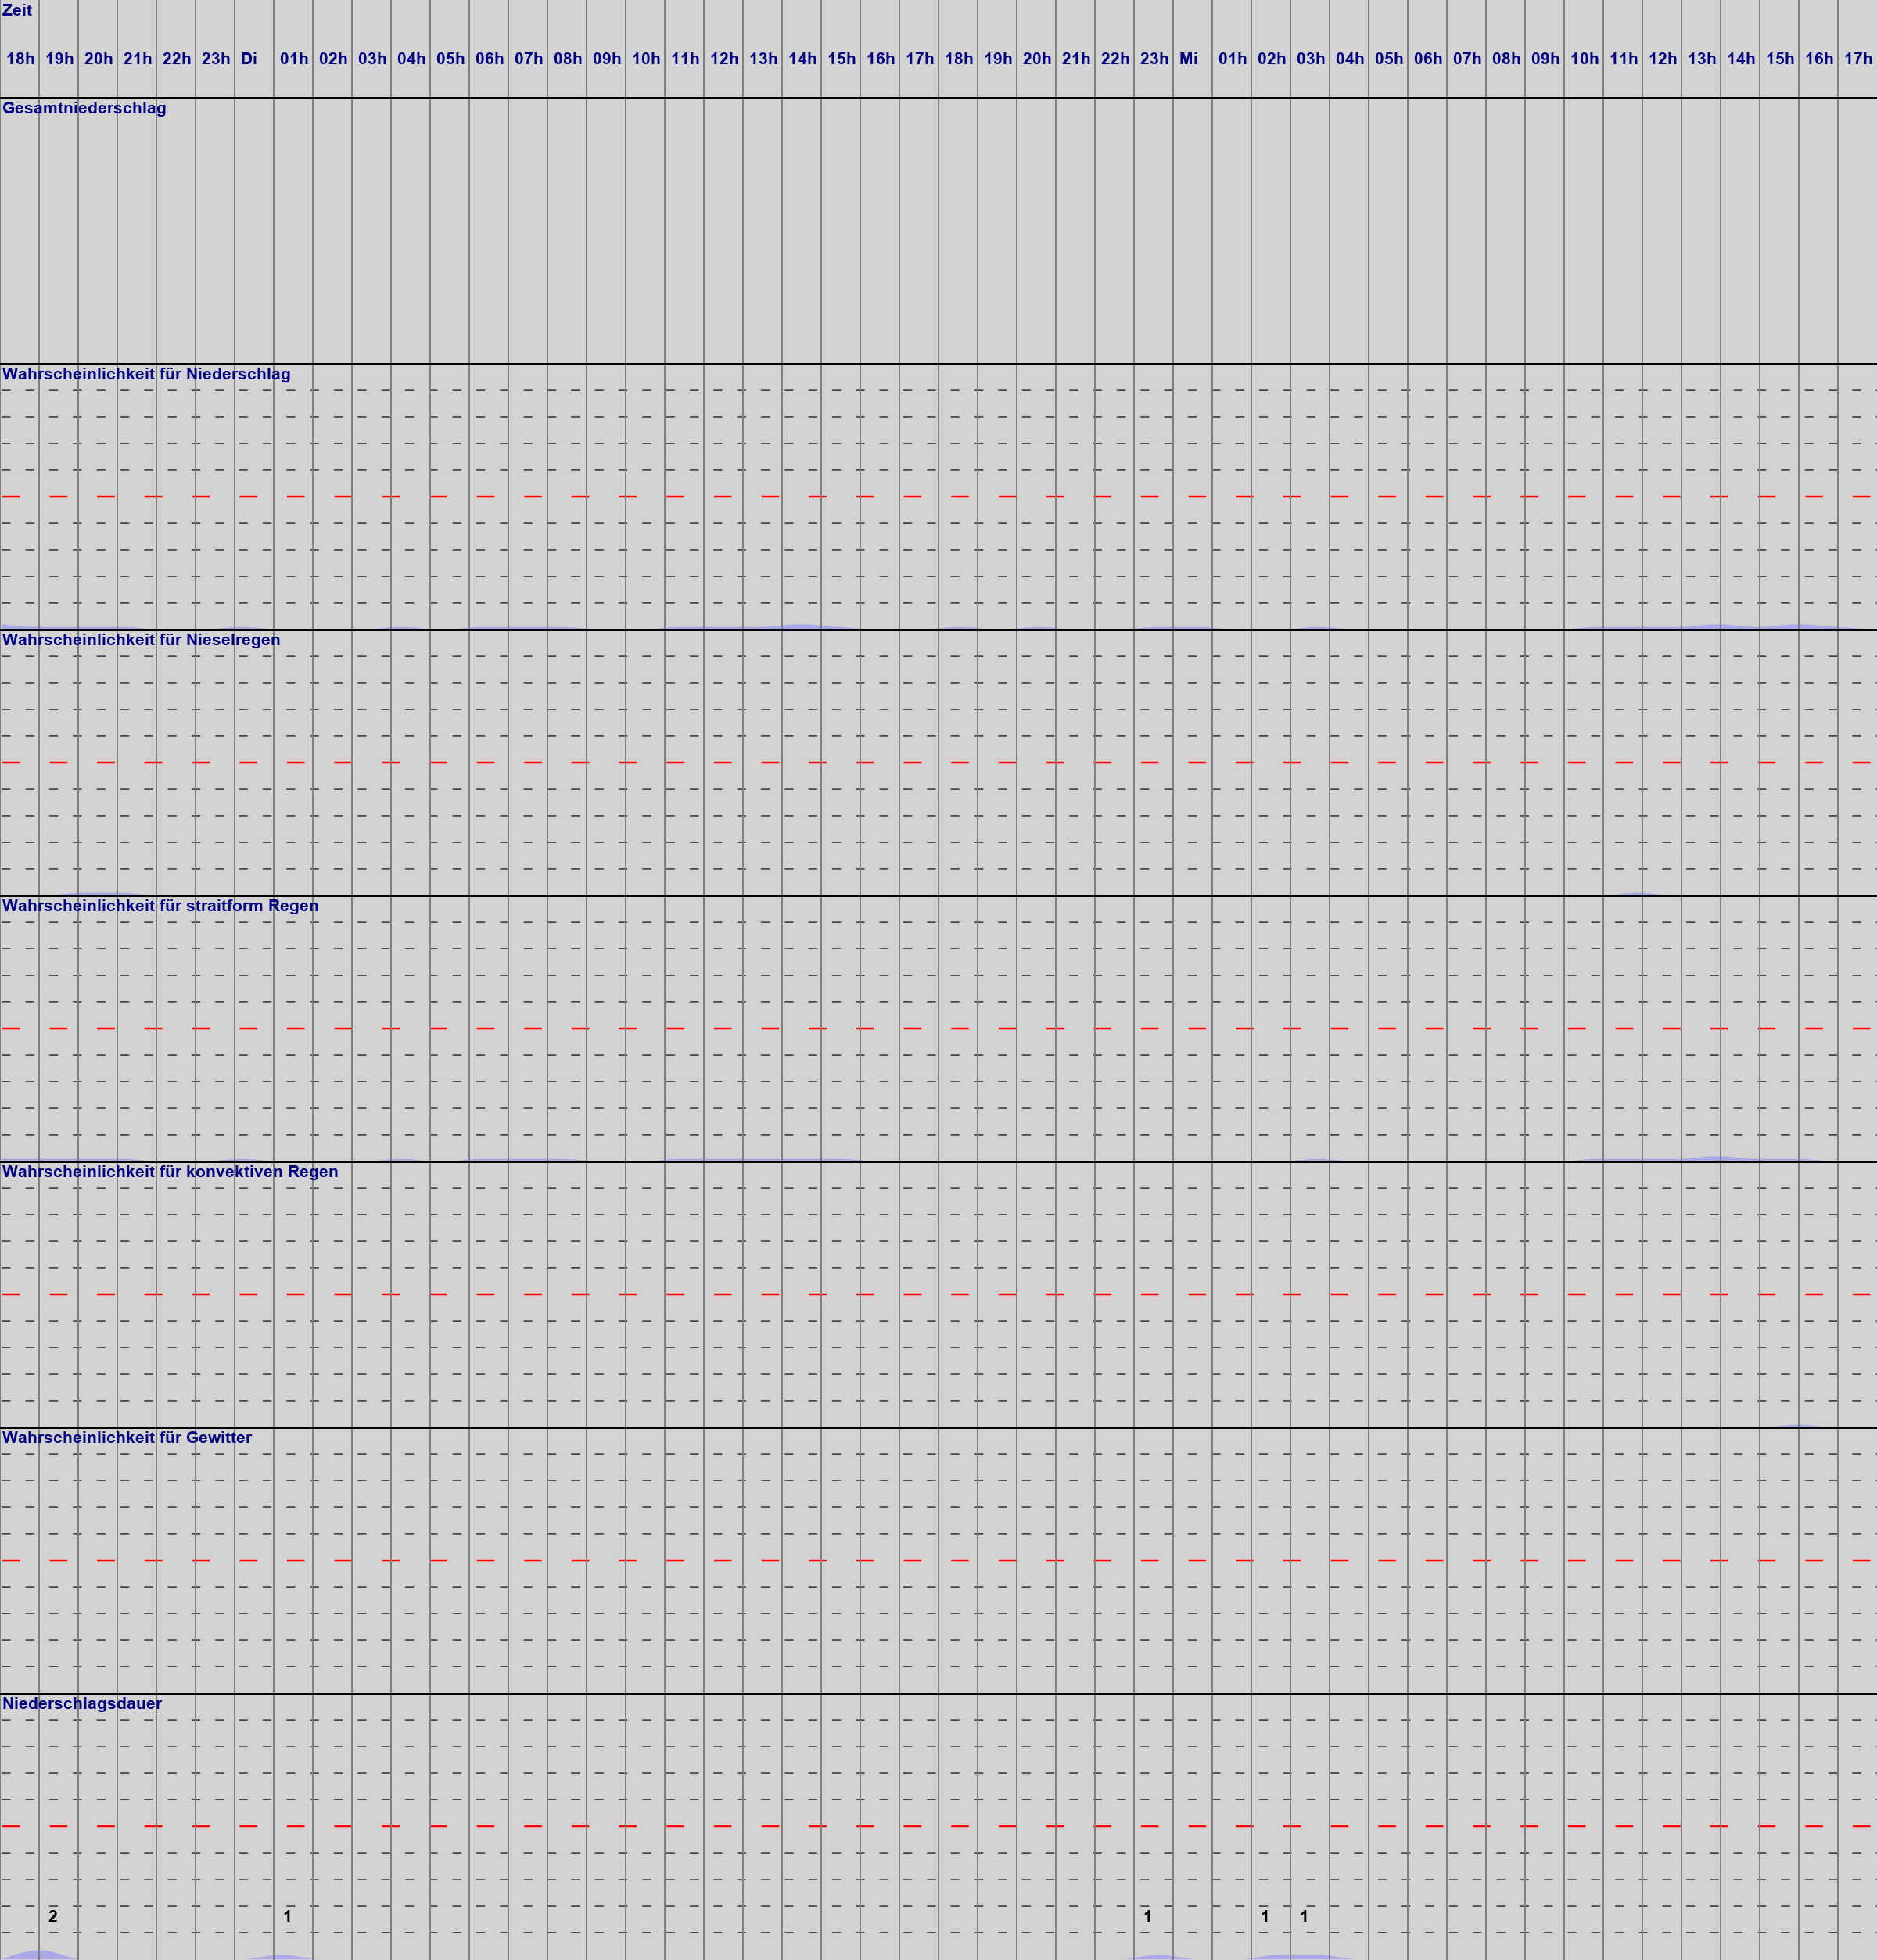 Zeit
18h 19h 20h 21h 22h 23h Di 01h 02h 03h 04h 05h 06h 07h 08h 09h 10h 11h 12h 13h 14h 15h 16h 17h 18h 19h 20h 21h 22h 23h Mi 01h 02h 03h 04h 05h 06h 07h 08h 09h 10h 11h 12h 13h 14h 15h 16h 17h
Gesamtniederschlag
Wahrscheinlichkeit für Niederschlag
Wahrscheinlichkeit für Nieselregen
Wahrscheinlichkeit für straitform Regen
Wahrscheinlichkeit für konvektiven Regen
Wahrscheinlichkeit für Gewitter
Niederschlagsdauer
2 1 1 1 1